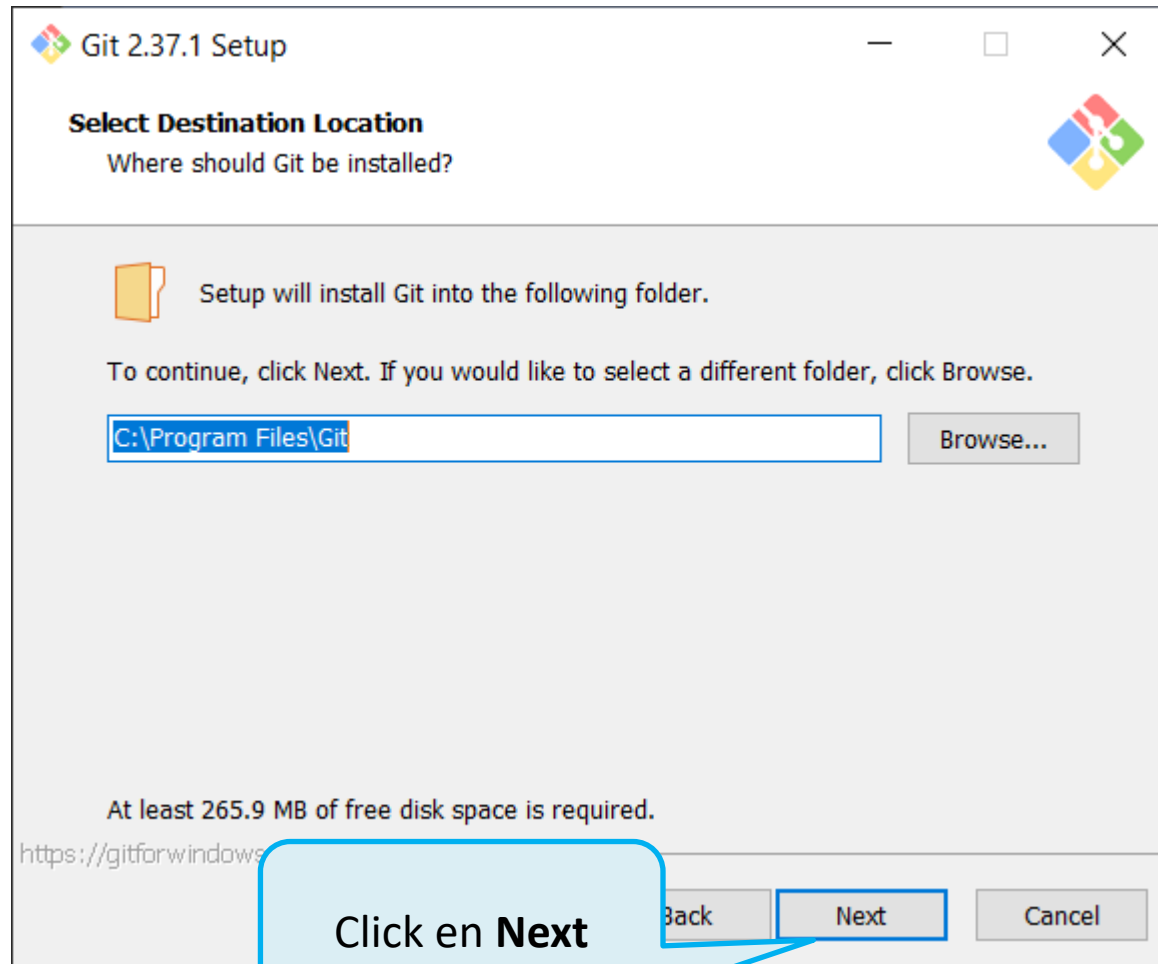 Git 2.37.1 Setup
Select Destination Location
Where should Git be installed?
Setup will install Git into the following folder.
To continue, click Next. If you would like to select a different folder, click Browse.
C:\Program Files\Git
Browse...
At least 265.9 MB of free disk space is required.
https://gitforwindows
Click en Next
Back
Next
Cancel